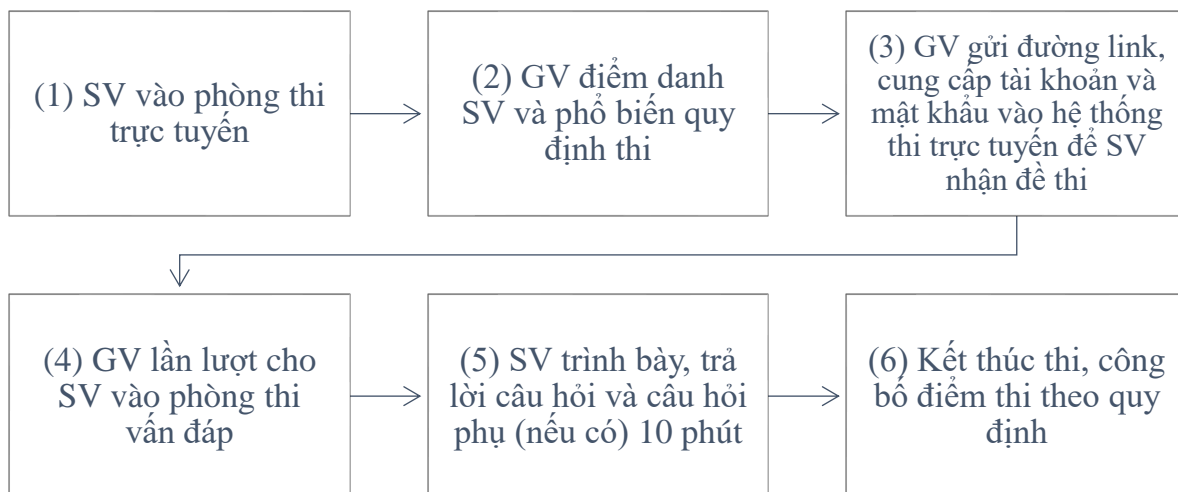 (1) SV vào phòng thi
trực tuyến
(2) GV điểm danh
SV và phổ biến quy
định thi
(3) GV gửi đường link,
cung cấp tài khoản và
mật khẩu vào hệ thống
thi trực tuyến để SV
nhận đề thi
(4) GV lần lượt cho
SV vào phòng thi
vấn đáp
(5) SV trình bày, trả
lời câu hỏi và câu hỏi
phụ (nếu có) 10 phút
(6) Kết thúc thi, công
bố điểm thi theo quy
định